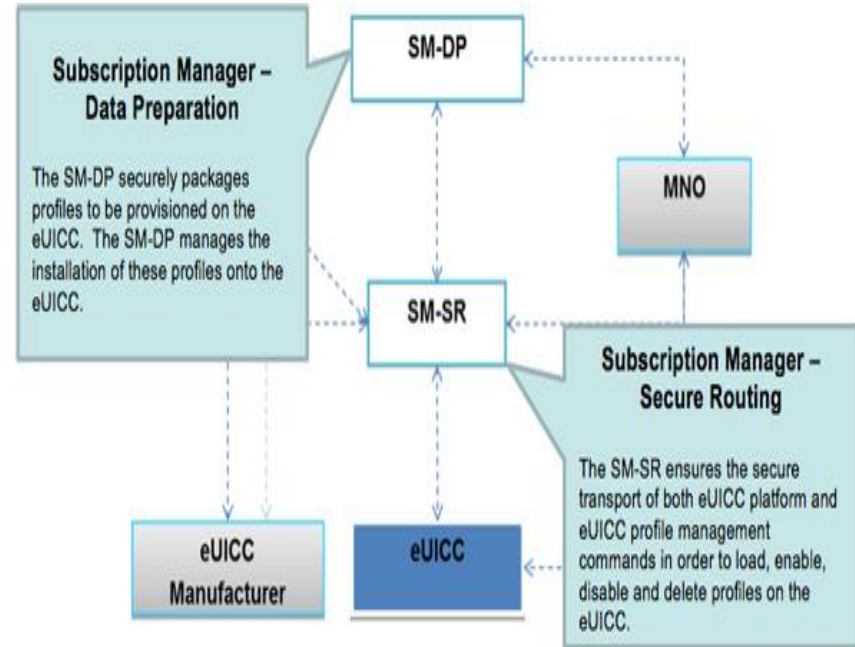 SM-DP
Subscription Manager –
Data Preparation
The SM-DP securely packages
profiles to be provisioned on the
eUICC. The SM-DP manages the
installation of these profiles onto the
eUICC.
MNO
SM-SR
Subscription Manager –
Secure Routing
The SM-SR ensures the secure
transport of both eUICC platform and
eUICC profile management
commands in order to load, enable,
disable and delete profiles on the
eUICC.
eUICC
Manufacturer
eUICC